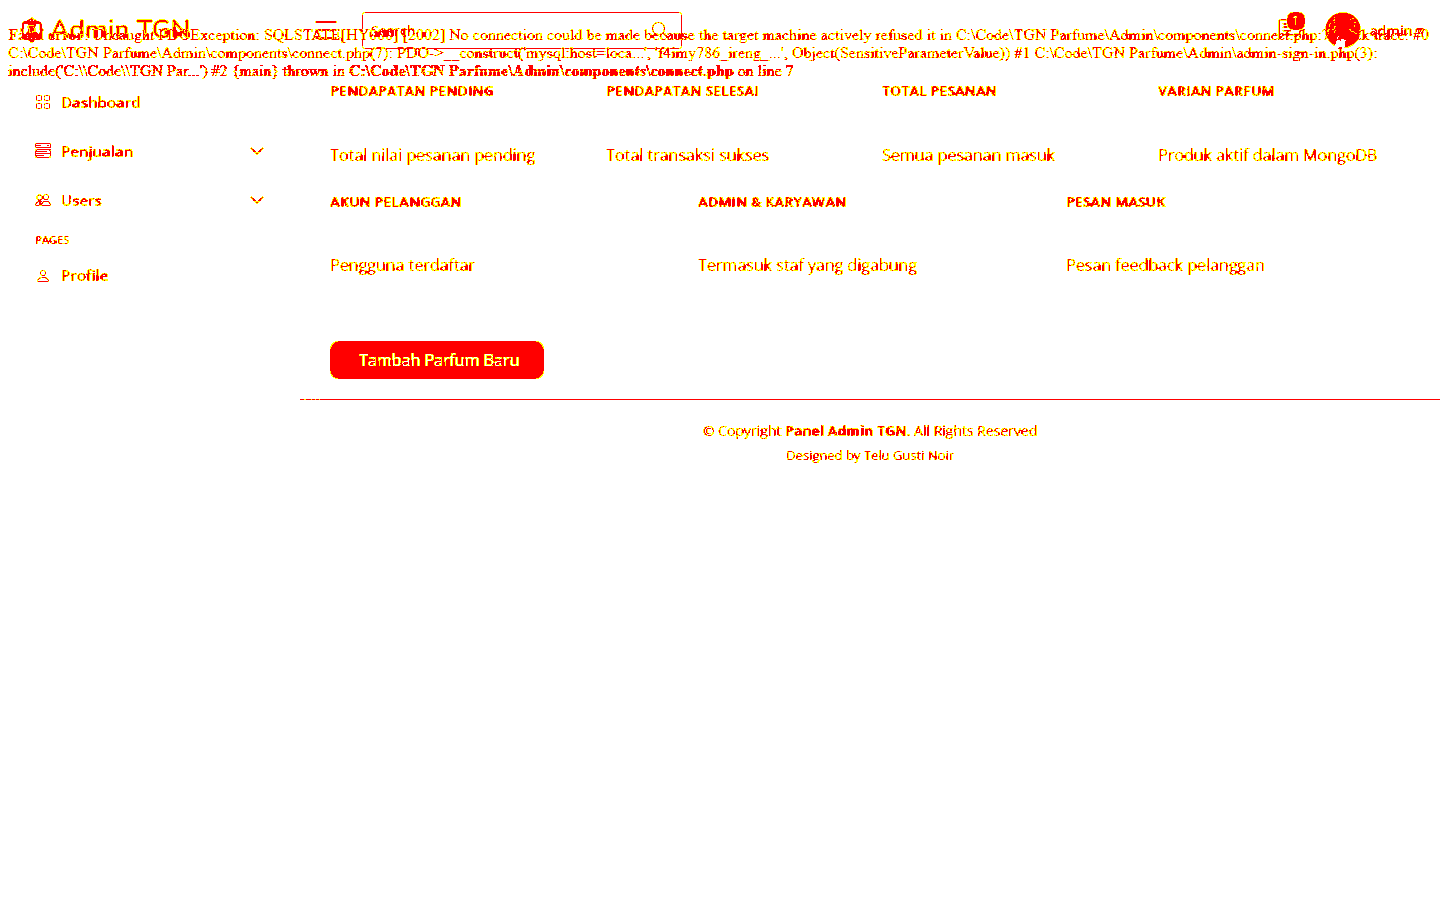 Admin TGN
Search
1
admin
Uncaught PDOException: SQLSTATE[HY000] [2002] No connection could be made because the target machine actively refused it in C:\Code\TGN Parfume\Admin\components\connect.php: trace: #0
C:\Code\TGN Parfume\Admin\components\connect.php(7): PDO->__construct('mysql:host=loca...', 'f4imy786_ireng_...', Object(SensitiveParameterValue)) #1 C:\Code\TGN Parfume\Admin\admin-sign-in.php(3):
include('C:\\Code\\TGN Par...') #2 {main} thrown in C:\Code\TGN Parfume\Admin\components\connect.php on line 7
Dashboard
Penjualan
Users
PAGES
Profile
PENDAPATAN PENDING
Total nilai pesanan pending
PENDAPATAN SELESAI
Total transaksi sukses
TOTAL PESANAN
Semua pesanan masuk
VARIAN PARFUM
Produk aktif dalam MongoDB
AKUN PELANGGAN
Pengguna terdaftar
ADMIN & KARYAWAN
Termasuk staf yang digabung
PESAN MASUK
Pesan feedback pelanggan
Tambah Parfum Baru
© Copyright Panel Admin TGN. All Rights Reserved
Designed by Telu Gusti Noir